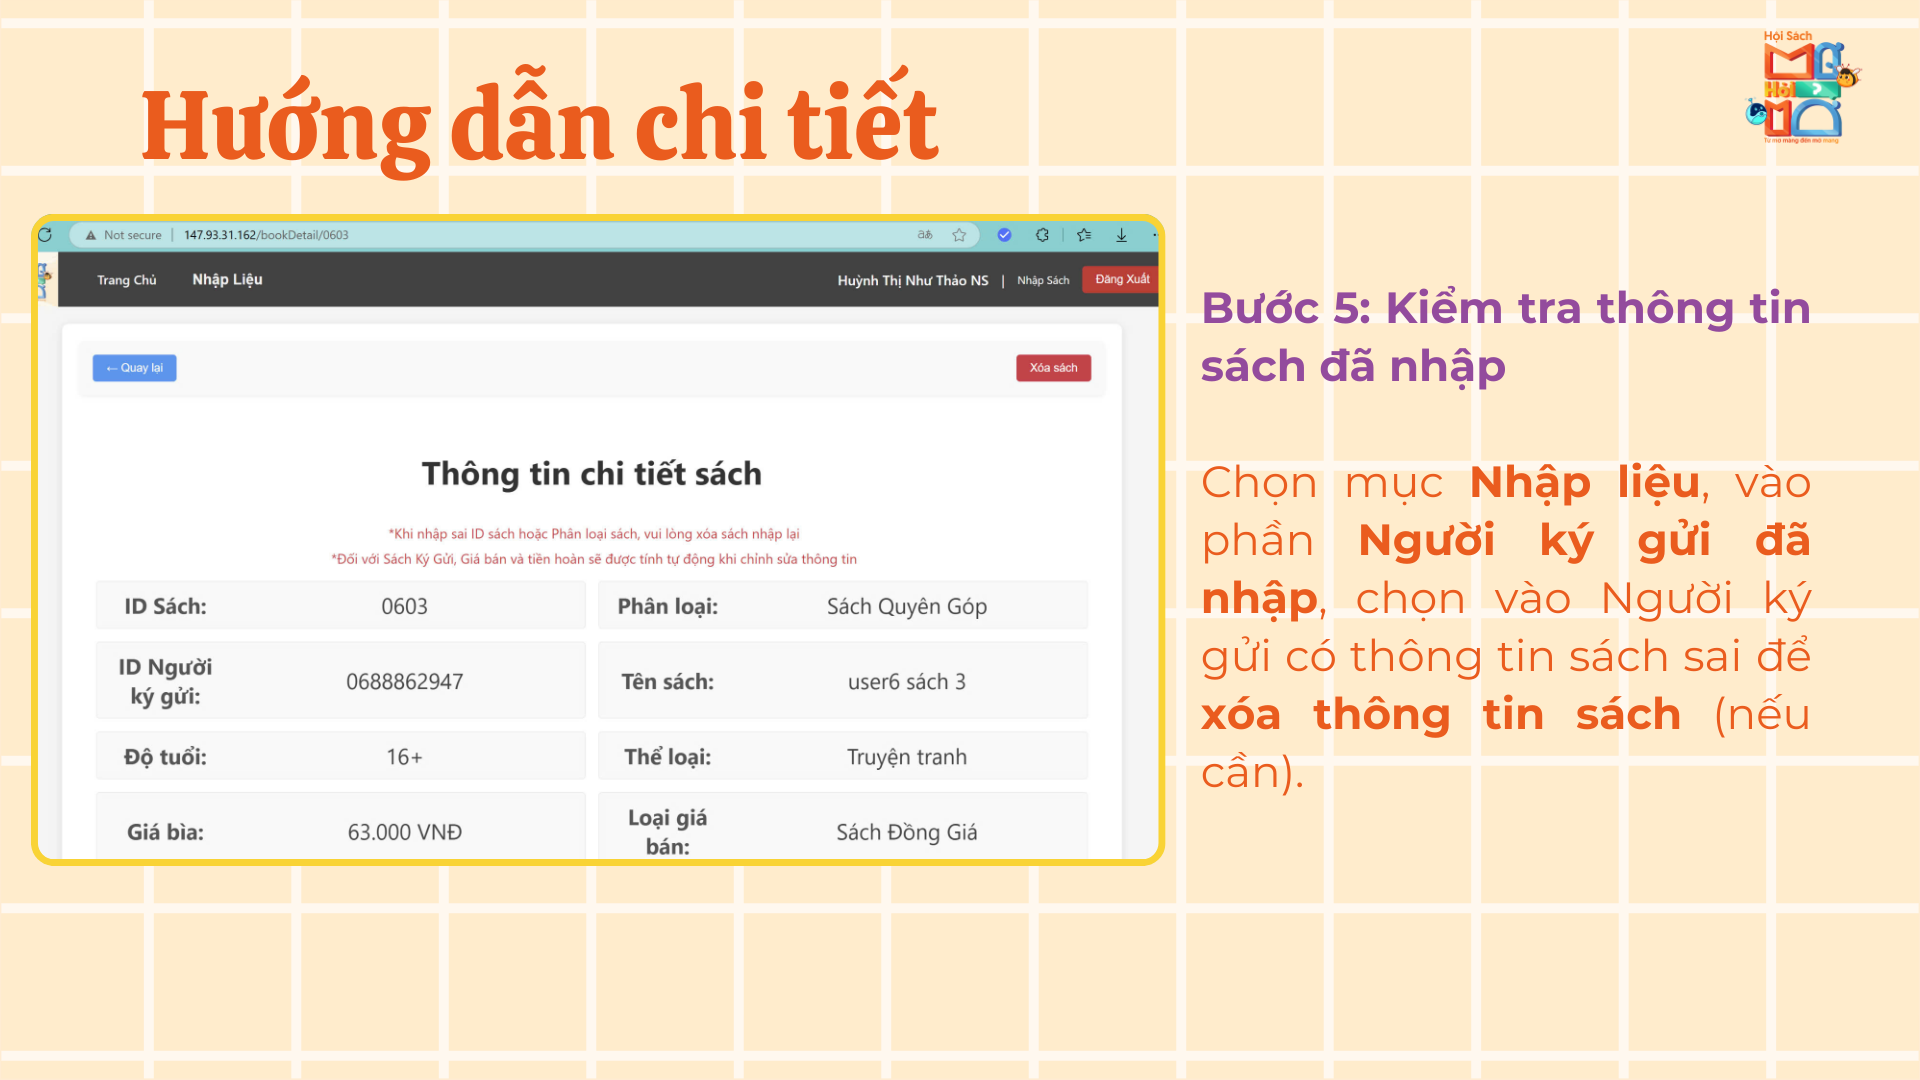 Hội Sách
Mơ
Hỏi
Mơ
Từ mơ màng đến mở mang
Hướng dẫn chi tiết
Not secure | 147.93.31.162/bookDetail/0603
Trang Chủ Nhập Liệu Huỳnh Thị Như Thảo NS | Nhập Sách Đăng Xuất
← Quay lại Xóa sách
Thông tin chi tiết sách
*Khi nhập sai ID sách hoặc Phân loại sách, vui lòng xóa sách nhập lại
*Đối với Sách Ký Gửi, Giá bán và tiền hoàn sẽ được tính tự động khi chỉnh sửa thông tin
ID Sách: 0603 Phân loại: Sách Quyên Góp
ID Người
ký gửi: 0688862947 Tên sách: user6 sách 3
Độ tuổi: 16+ Thể loại: Truyện tranh
Giá bìa: 63.000 VNĐ Loại giá
bán: Sách Đồng Giá
Bước 5: Kiểm tra thông tin
sách đã nhập
Chọn mục Nhập liệu, vào
phần Người ký gửi đã
nhập, chọn vào Người ký
gửi có thông tin sách sai để
xóa thông tin sách (nếu
cần).